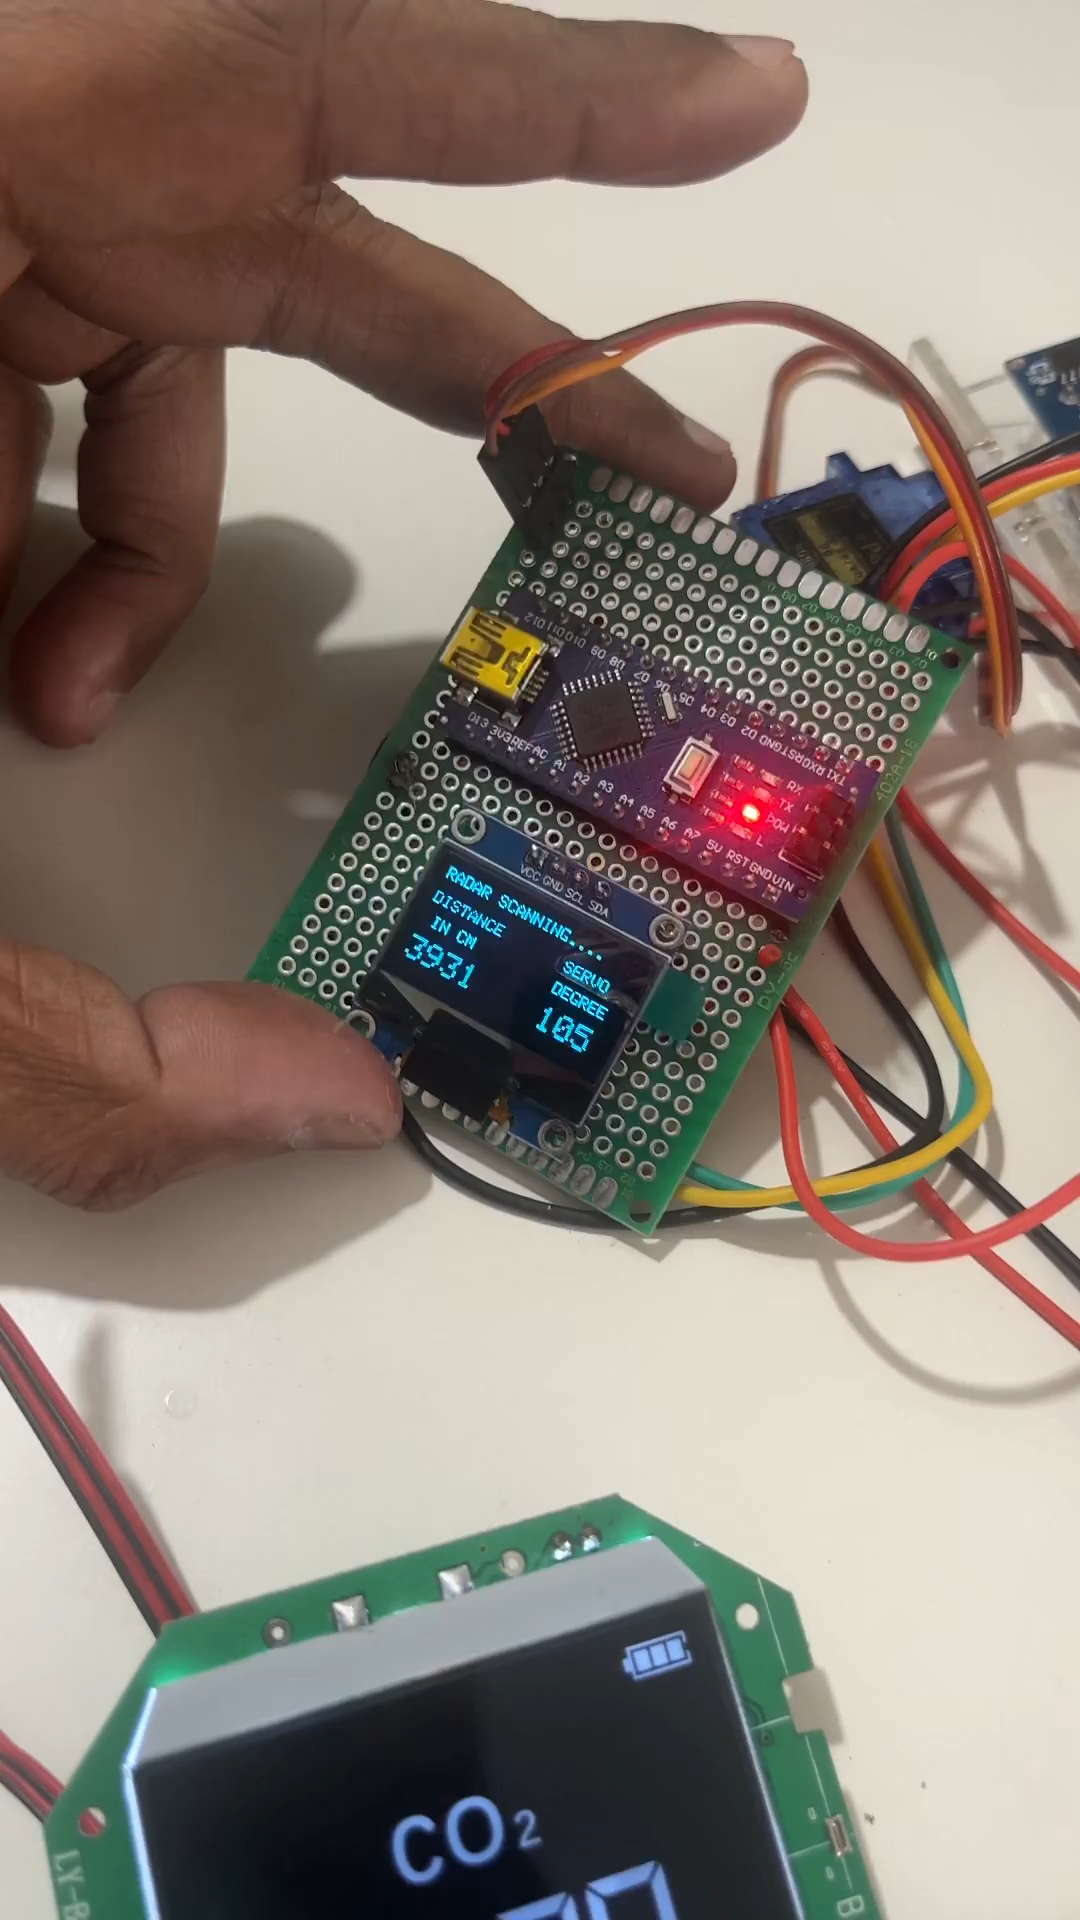 D12 D11 D10 D9 D8 D7 D6 D5 D4 D3 D2 GND RST RX0 TX1
D13 3V3 REF A0 A1 A2 A3 A4 A5 A6 A7 5V RST GND VIN
RX
TX
POW
L
VCC GND SCL SDA
RADAR SCANNING....
DISTANCE
IN CM
3931
SERVO
DEGREE
105
CO2
LY-B
B